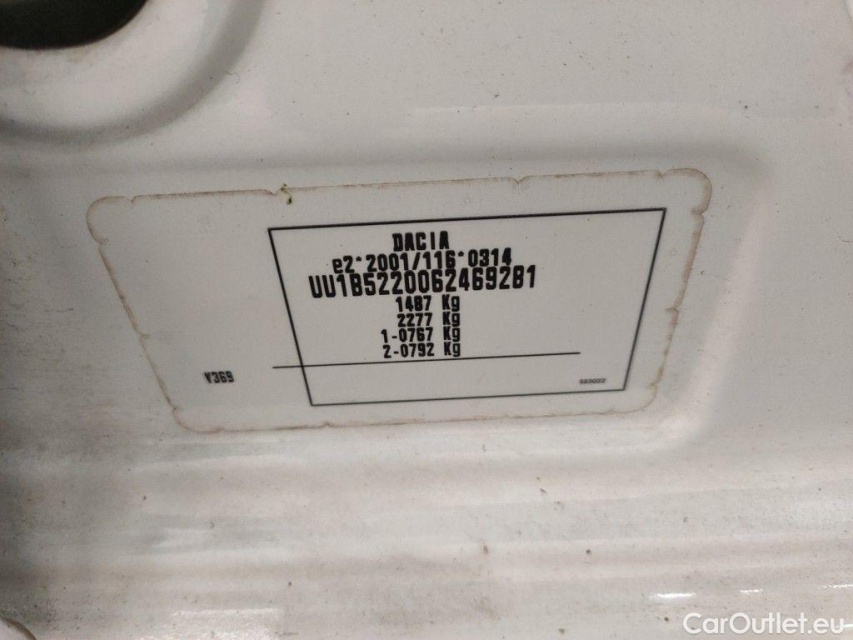 DACIA
e2*2001/116*0314
UU1B5220062469281
1487 Kg
2277 Kg
1-0767 Kg
2-0792 Kg
V369
CarOutlet.eu